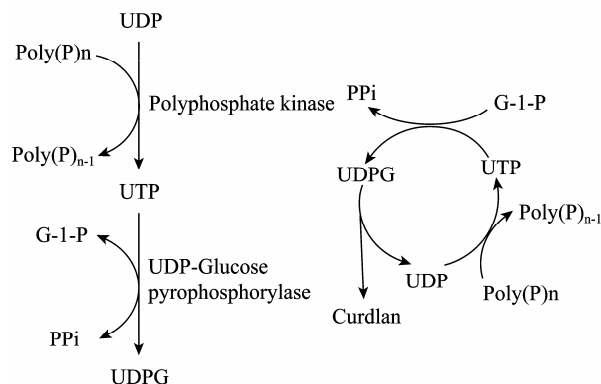 UDP
Poly(P)n
Polyphosphate kinase
Poly(P)n-1
UTP
G-1-P
UDP-Glucose
pyrophosphorylase
PPi
UDPG
PPi
G-1-P
UDPG
UTP
Poly(P)n-1
UDP
Poly(P)n
Curdlan